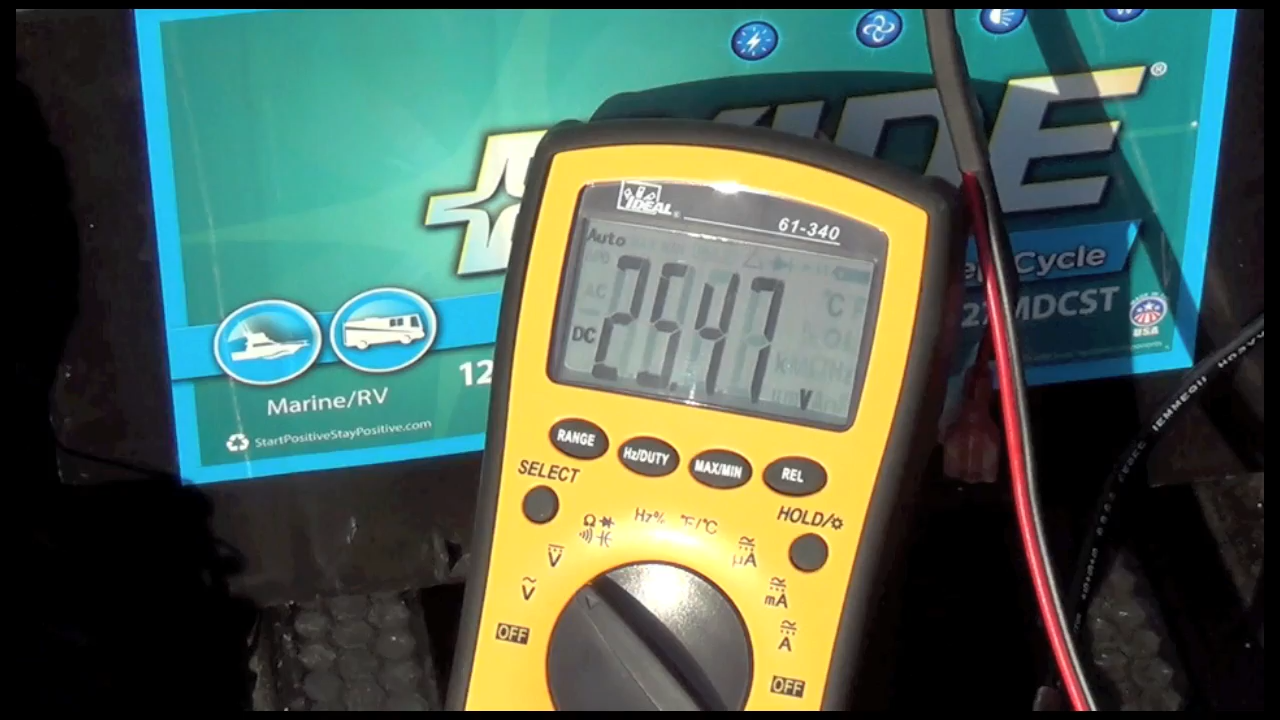 IDEAL
61-340
Auto
DC
25.47
V
RANGE
Hz/DUTY
MAX/MIN
REL
SELECT
HOLD/
Hz%
°F/°C
Ω
V
V
μA
mA
A
OFF
OFF
Cycle
MDCST
USA
12
Marine/RV
StartPositiveStayPositive.com